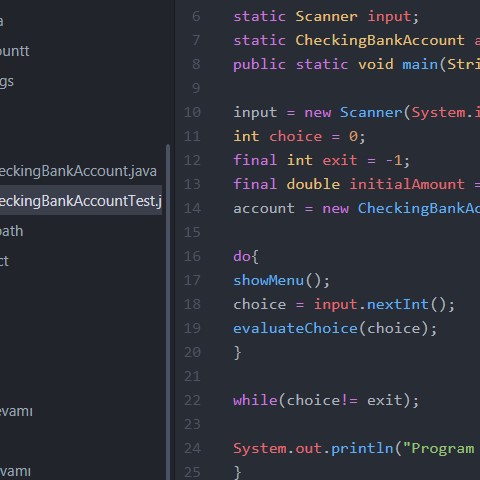 ountt
gs
eckingBankAccount.java
eckingBankAccountTest.j
path
ct
evami
vami
6 static Scanner input;
7 static CheckingBankAccount a
8 public static void main(Stri
9
10 input = new Scanner(System.i
11 int choice = 0;
12 final int exit = -1;
13 final double initialAmount =
14 account = new CheckingBankAc
15
16 do{
17 showMenu();
18 choice = input.nextInt();
19 evaluateChoice(choice);
20 }
21
22 while(choice!= exit);
23
24 System.out.println("Program
25 }